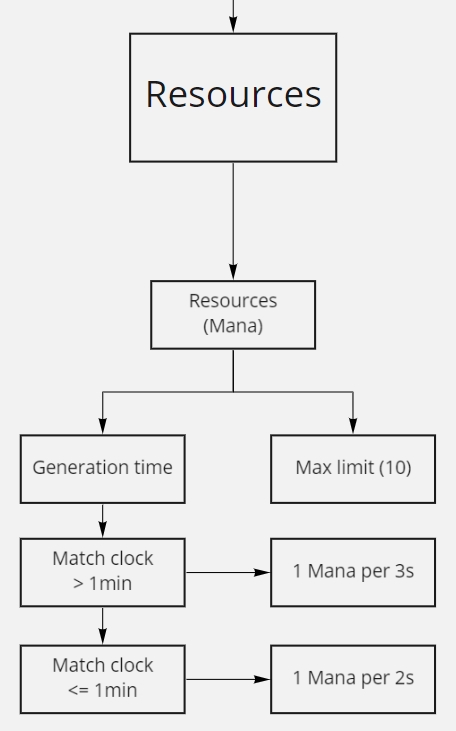 Resources
Resources
(Mana)
Generation time
Max limit (10)
Match clock
> 1min
1 Mana per 3s
Match clock
<= 1min
1 Mana per 2s